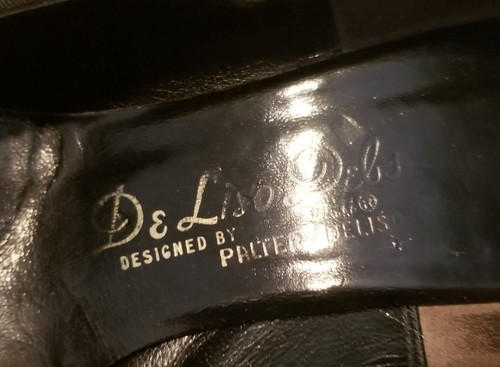 De Liso Debs
DESIGNED BY PALTER DELISO